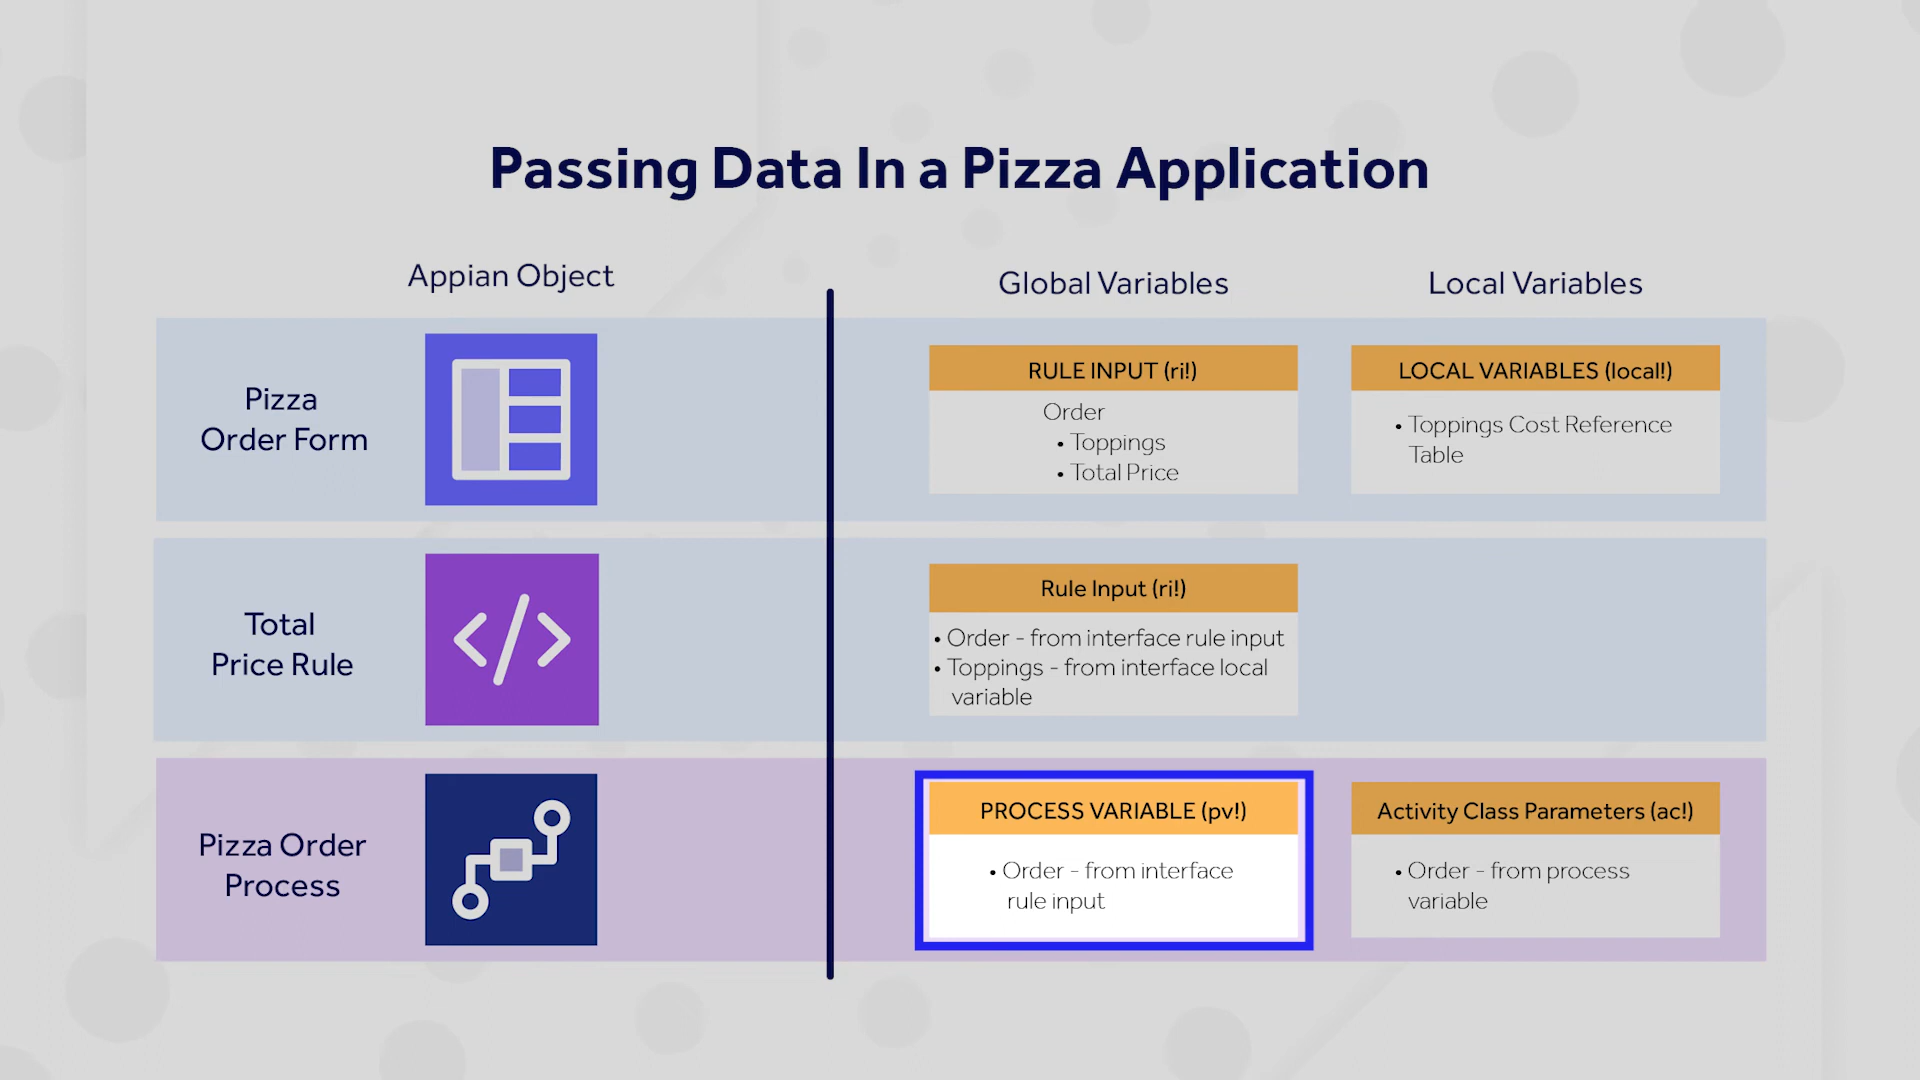 Passing Data In a Pizza Application
Appian Object
Global Variables
Local Variables
Pizza
Order Form
RULE INPUT (ri!)
Order
• Toppings
• Total Price
LOCAL VARIABLES (local!)
• Toppings Cost Reference
Table
Total
Price Rule
</>
Rule Input (ri!)
• Order - from interface rule input
• Toppings - from interface local
variable
Pizza Order
Process
PROCESS VARIABLE (pv!)
• Order - from interface
rule input
Activity Class Parameters (ac!)
• Order - from process
variable